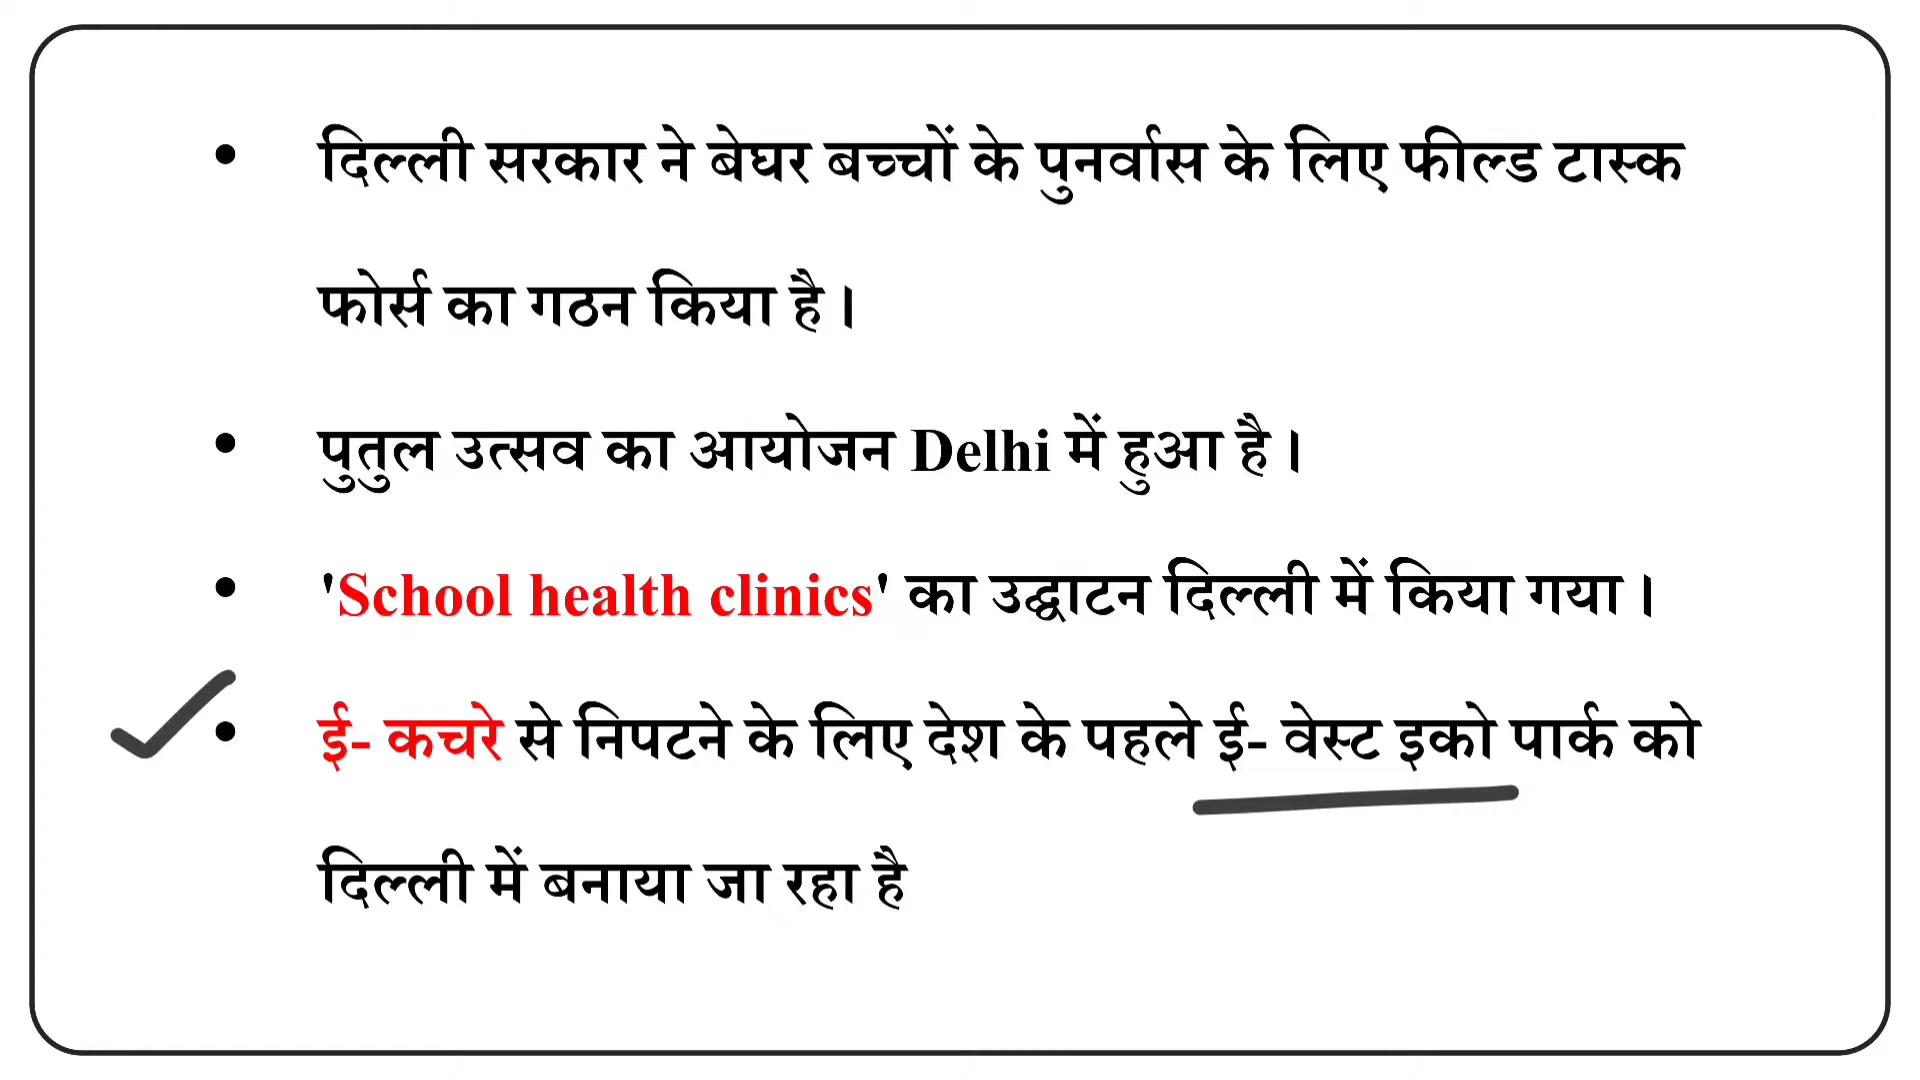 • दिल्ली सरकार ने बेघर बच्चों के पुनर्वास के लिए फील्ड टास्क
फोर्स का गठन किया है।
• पुतुल उत्सव का आयोजन Delhi में हुआ है।
• 'School health clinics' का उद्घाटन दिल्ली में किया गया।
• ई- कचरे से निपटने के लिए देश के पहले ई- वेस्ट इको पार्क को
दिल्ली में बनाया जा रहा है